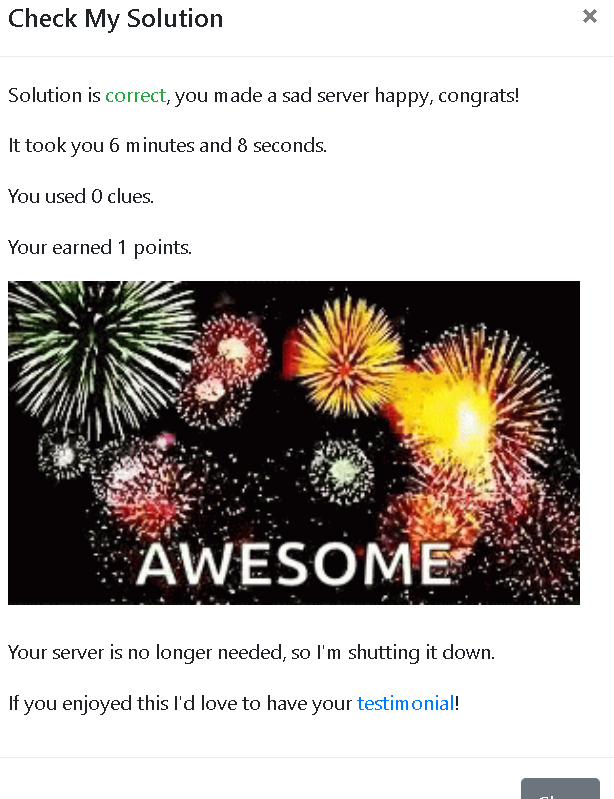 Check My Solution
×
Solution is correct, you made a sad server happy, congrats!
It took you 6 minutes and 8 seconds.
You used 0 clues.
Your earned 1 points.
AWESOME
Your server is no longer needed, so I'm shutting it down.
If you enjoyed this I'd love to have your testimonial!